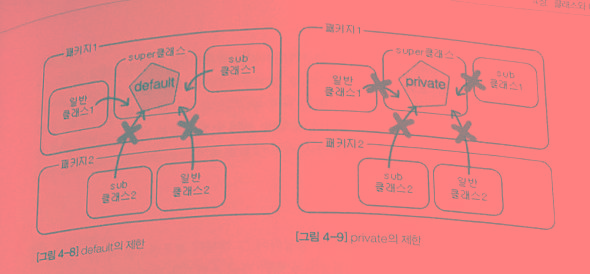 패키지1
super클래스
default
sub
클래스1
일반
클래스1
패키지2
sub
클래스2
일반
클래스2
[그림 4-8] default의 제한
패키지1
super클래스
private
일반
클래스1
sub
클래스1
패키지2
sub
클래스2
일반
클래스2
[그림 4-9] private의 제한